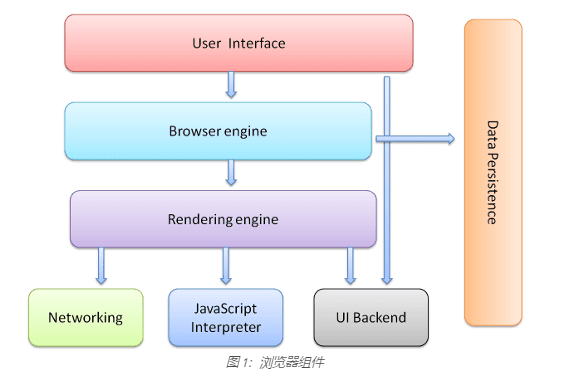 User Interface
Browser engine
Data Persistence
Rendering engine
Networking
JavaScript
Interpreter
UI Backend
图 1：浏览器组件